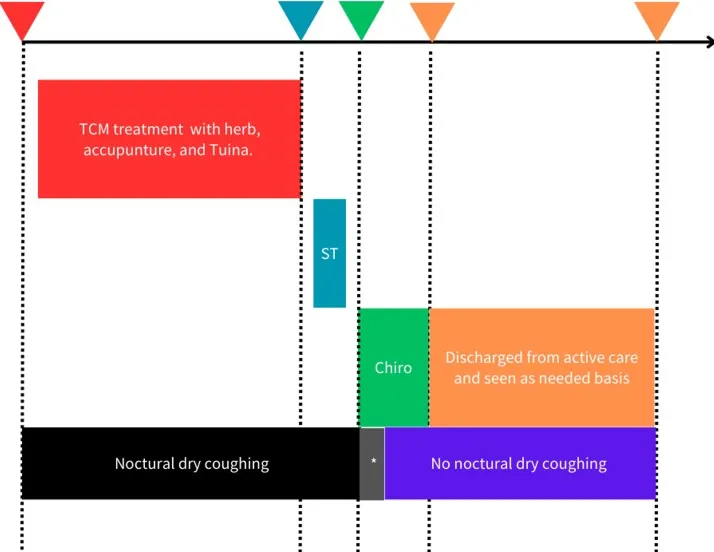 TCM treatment with herb,
accupunture, and Tuina.
ST
Chiro
Discharged from active care
and seen as needed basis
Noctural dry coughing
*
No noctural dry coughing